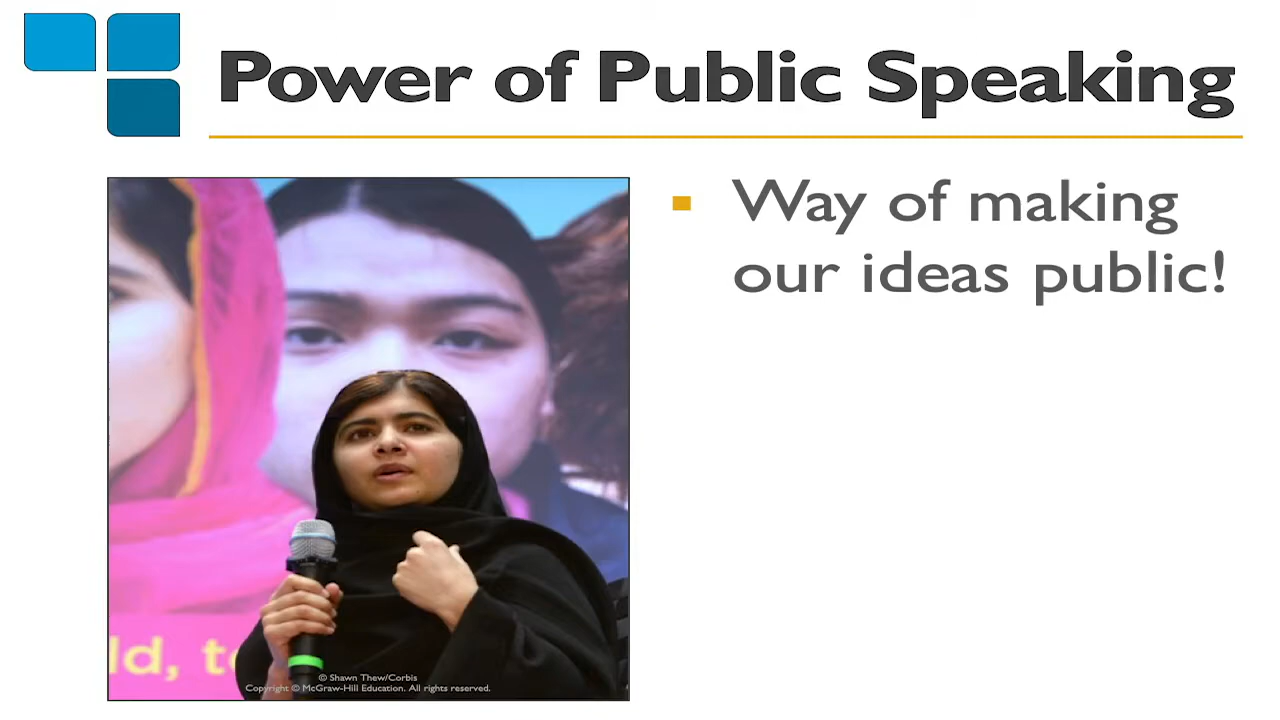 Power of Public Speaking
Way of making
our ideas public!
ld, to
© Shawn Thew/Corbis
Copyright © McGraw-Hill Education. All rights reserved.